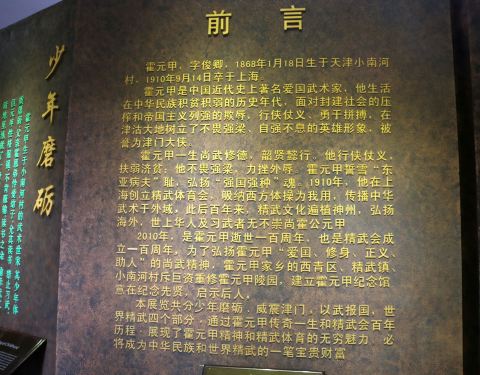 前言
霍元甲，字俊卿，1868年1月18日生于天津小南河
村，1910年9月14日卒于上海。
霍元甲是中国近代史上著名爱国武术家，他生活
在中华民族积贫积弱的历史年代，面对封建社会的压
榨和帝国主义列强的欺辱，行侠仗义、勇于拼搏，在
津沽大地树立了不畏强梁、自强不息的英雄形象，被
誉为津门大侠。
霍元甲一生尚武修德，韶贤懿行。他行侠仗义，
扶弱济贫；他不畏强梁，力挫外辱。霍元甲誓雪“东
亚病夫”耻，弘扬“强国强种”魂。1910年，他在上
海创立精武体育会，吸纳西方体操为我用，传播中华
武术于外域，此后百年来，精武文化遍植神州，弘扬
海外，世上华人及习武者无不崇尚霍公元甲
2010年，是霍元甲逝世一百周年，也是精武会成
立一百周年。为了弘扬霍元甲“爱国、修身、正义、
助人”的尚武精神，霍元甲家乡的西青区、精武镇、
小南河村斥巨资重修霍元甲陵园，建立霍元甲纪念馆
意在纪念先贤，启示后人。
本展览共分少年磨砺、威震津门、以武报国、世
界精武四个部分，通过霍元甲传奇一生和精武会百年
历程，展现了霍元甲精神和精武体育的无穷魅力，必
将成为中华民族和世界精武的一笔宝贵财富
少年磨砺